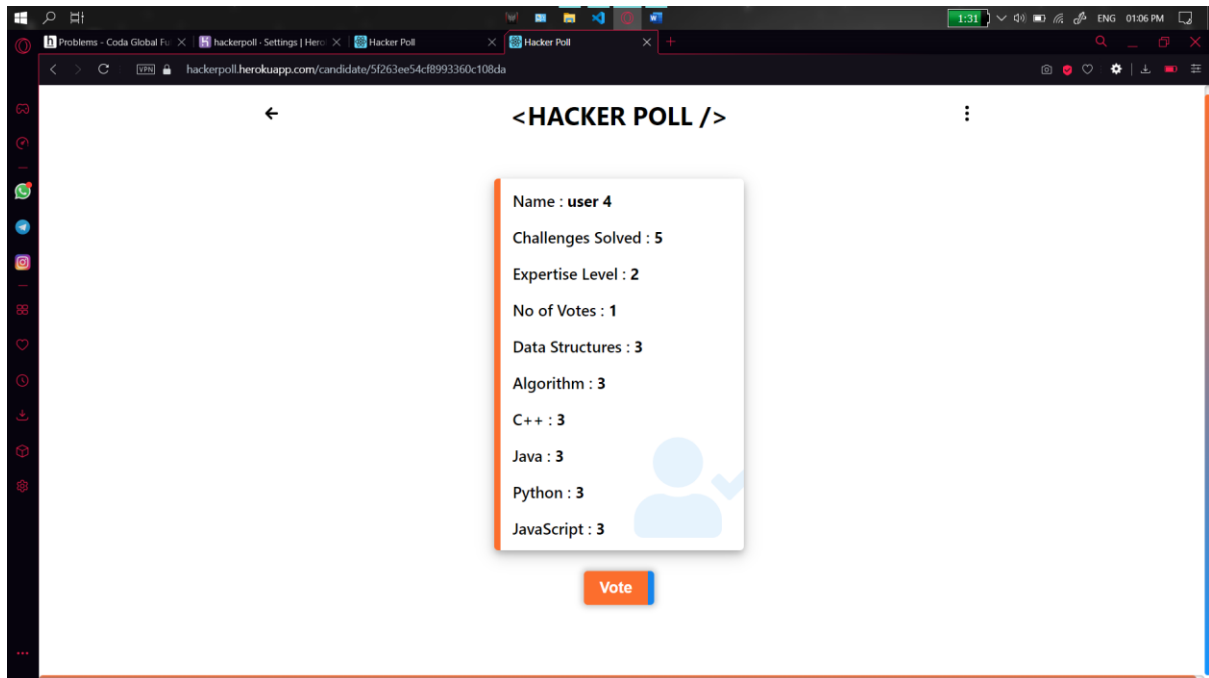 1:31 ENG 01:06 PM
Problems - Coda Global Fu
hackerpoll - Settings | Hero
Hacker Poll
Hacker Poll
VPN hackerpoll.herokuapp.com/candidate/5f263ee54cf8993360c108da
<HACKER POLL />
Name : user 4
Challenges Solved : 5
Expertise Level : 2
No of Votes : 1
Data Structures : 3
Algorithm : 3
C++ : 3
Java : 3
Python : 3
JavaScript : 3
Vote